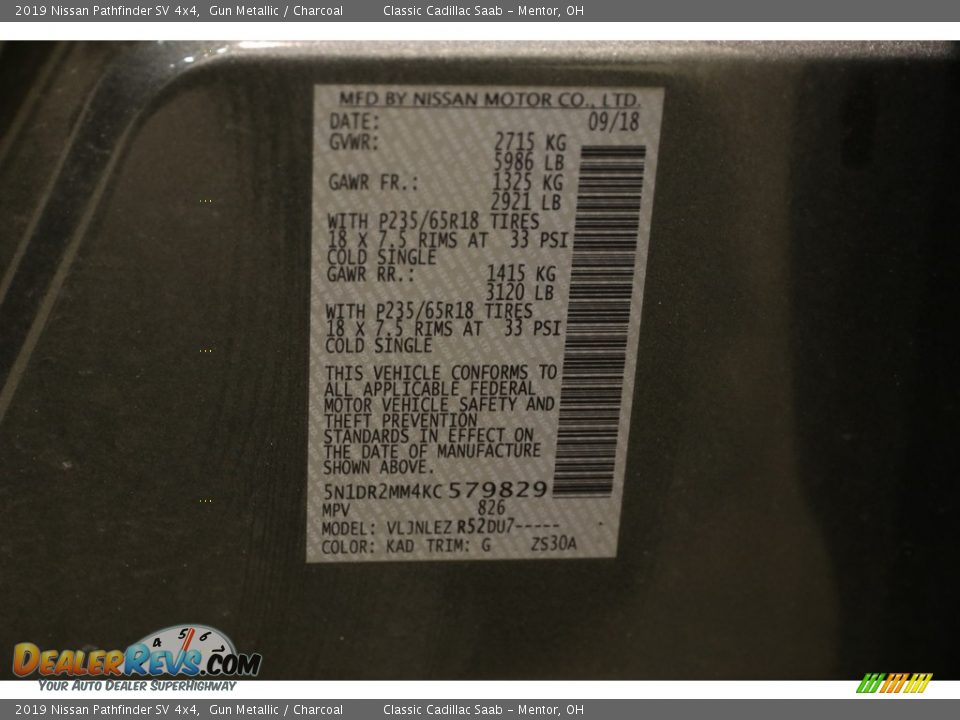 2019 Nissan Pathfinder SV 4x4, Gun Metallic / Charcoal Classic Cadillac Saab – Mentor, OH
MFD BY NISSAN MOTOR CO., LTD.
DATE: 09/18
GVWR: 2715 KG
5986 LB
GAWR FR.: 1325 KG
2921 LB
WITH P235/65R18 TIRES
18 X 7.5 RIMS AT 33 PSI
COLD SINGLE
GAWR RR.: 1415 KG
3120 LB
WITH P235/65R18 TIRES
18 X 7.5 RIMS AT 33 PSI
COLD SINGLE
THIS VEHICLE CONFORMS TO
ALL APPLICABLE FEDERAL
MOTOR VEHICLE SAFETY AND
THEFT PREVENTION
STANDARDS IN EFFECT ON
THE DATE OF MANUFACTURE
SHOWN ABOVE.
5N1DR2MM4KC579829
MPV 826
MODEL: VLJNLEZ R52DU7-----
COLOR: KAD TRIM: G ZS30A
4 5 6
DEALERREVS.COM
YOUR AUTO DEALER SUPERHIGHWAY
2019 Nissan Pathfinder SV 4x4, Gun Metallic / Charcoal Classic Cadillac Saab – Mentor, OH